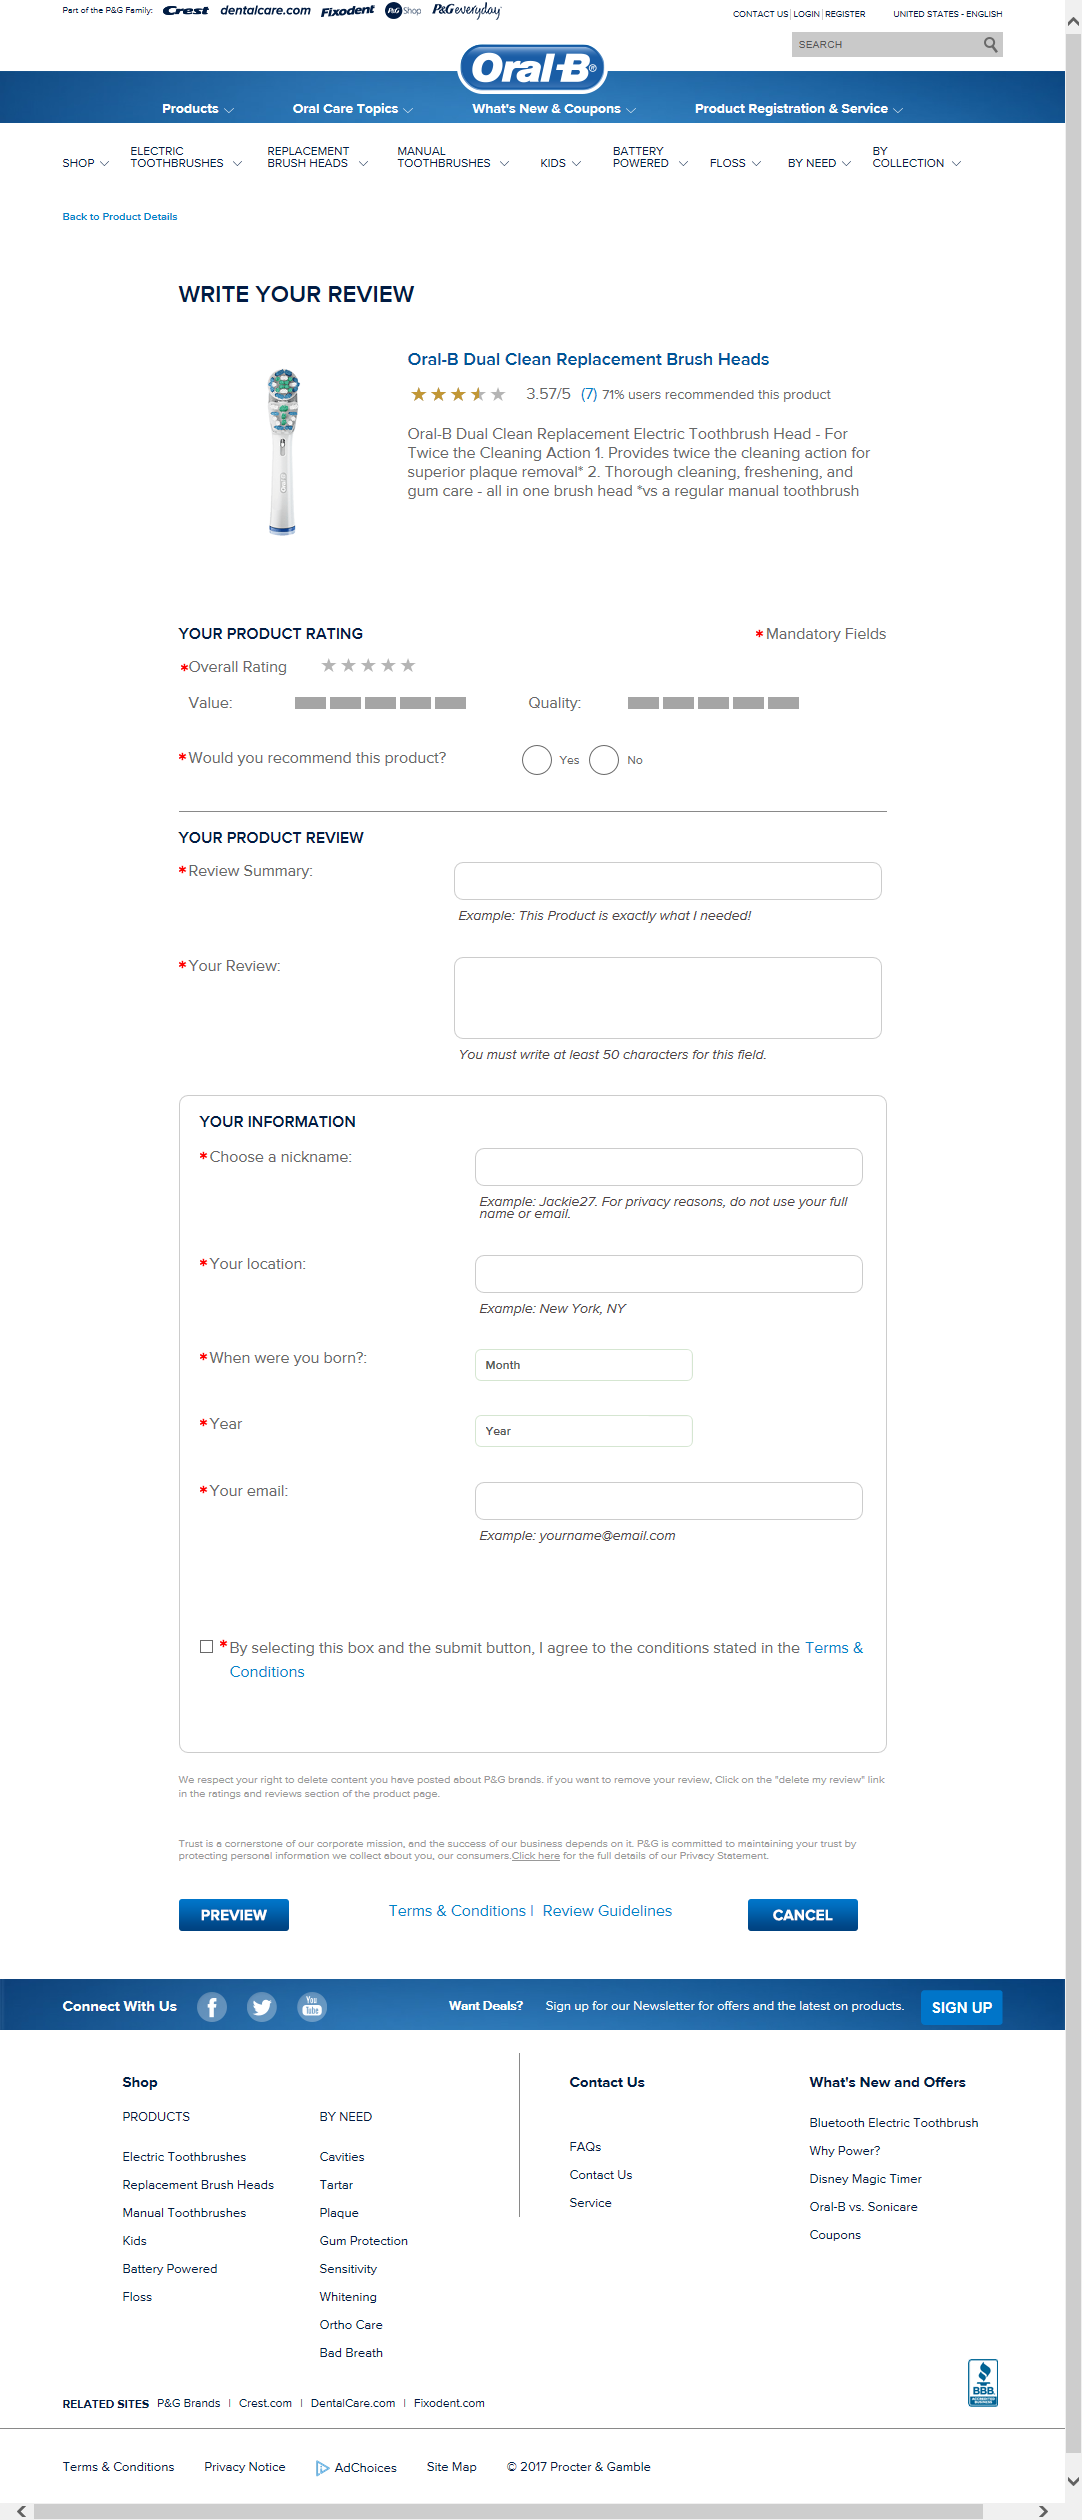 Part of the P&G Family: Crest dentalcare.com Fixodent P&G Shop P&G everyday
CONTACT US | LOGIN | REGISTER UNITED STATES - ENGLISH
SEARCH
Oral-B
Products Oral Care Topics What's New & Coupons Product Registration & Service
SHOP ELECTRIC TOOTHBRUSHES REPLACEMENT BRUSH HEADS MANUAL TOOTHBRUSHES KIDS BATTERY POWERED FLOSS BY NEED BY COLLECTION
Back to Product Details
WRITE YOUR REVIEW
Oral-B Dual Clean Replacement Brush Heads
3.57/5 (7) 71% users recommended this product
Oral-B Dual Clean Replacement Electric Toothbrush Head - For
Twice the Cleaning Action 1. Provides twice the cleaning action for
superior plaque removal* 2. Thorough cleaning, freshening, and
gum care - all in one brush head *vs a regular manual toothbrush
Oral-B
YOUR PRODUCT RATING
*Mandatory Fields
*Overall Rating
Value: Quality:
*Would you recommend this product? Yes No
YOUR PRODUCT REVIEW
*Review Summary:
Example: This Product is exactly what I needed!
*Your Review:
You must write at least 50 characters for this field.
YOUR INFORMATION
*Choose a nickname:
Example: Jackie27. For privacy reasons, do not use your full
name or email.
*Your location:
Example: New York, NY
*When were you born?: Month
*Year Year
*Your email:
Example: yourname@email.com
*By selecting this box and the submit button, I agree to the conditions stated in the Terms &
Conditions
We respect your right to delete content you have posted about P&G brands. if you want to remove your review, Click on the "delete my review" link
in the ratings and reviews section of the product page.
Trust is a cornerstone of our corporate mission, and the success of our business depends on it. P&G is committed to maintaining your trust by
protecting personal information we collect about you, our consumers.Click here for the full details of our Privacy Statement.
PREVIEW Terms & Conditions | Review Guidelines CANCEL
Connect With Us You Tube Want Deals? Sign up for our Newsletter for offers and the latest on products. SIGN UP
Shop
PRODUCTS
Electric Toothbrushes
Replacement Brush Heads
Manual Toothbrushes
Kids
Battery Powered
Floss
BY NEED
Cavities
Tartar
Plaque
Gum Protection
Sensitivity
Whitening
Ortho Care
Bad Breath
Contact Us
FAQs
Contact Us
Service
What's New and Offers
Bluetooth Electric Toothbrush
Why Power?
Disney Magic Timer
Oral-B vs. Sonicare
Coupons
BBB
ACCREDITED BUSINESS
RELATED SITES P&G Brands | Crest.com | DentalCare.com | Fixodent.com
Terms & Conditions Privacy Notice AdChoices Site Map © 2017 Procter & Gamble